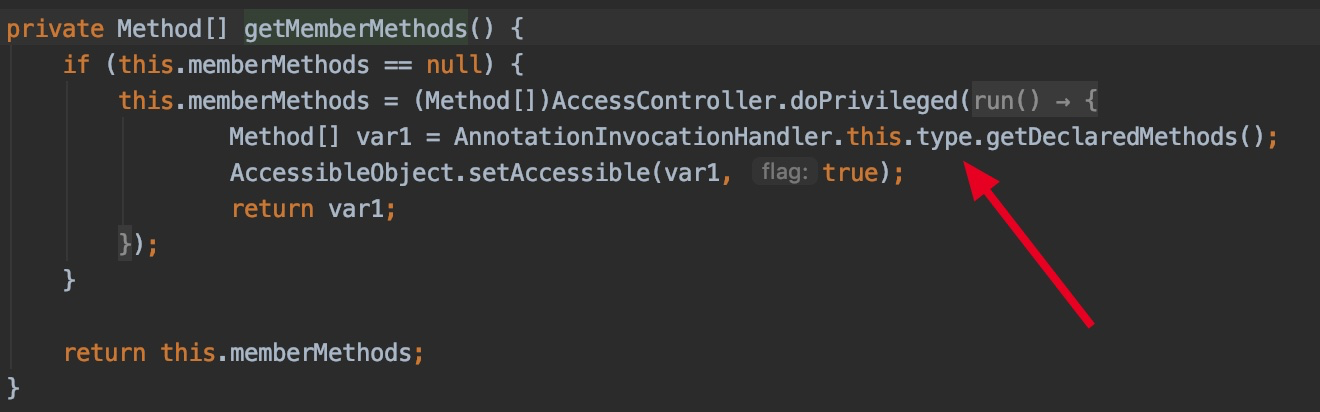 private Method[] getMemberMethods() {
if (this.memberMethods == null) {
this.memberMethods = (Method[])AccessController.doPrivileged(run() → {
Method[] var1 = AnnotationInvocationHandler.this.type.getDeclaredMethods();
AccessibleObject.setAccessible(var1, flag: true);
return var1;
});
}
return this.memberMethods;
}